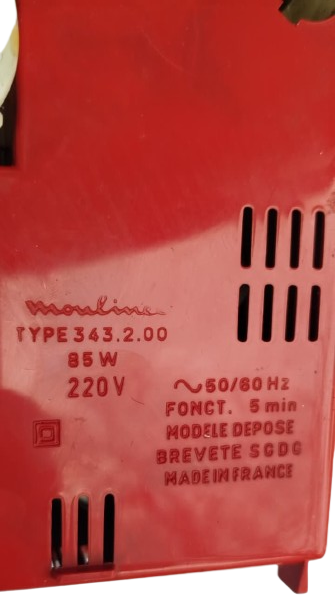 moulinex
TYPE 343.2.00
85 W
220 V
~ 50/60 Hz
FONCT. 5 min
MODELE DEPOSE
BREVETE SGDG
MADE IN FRANCE